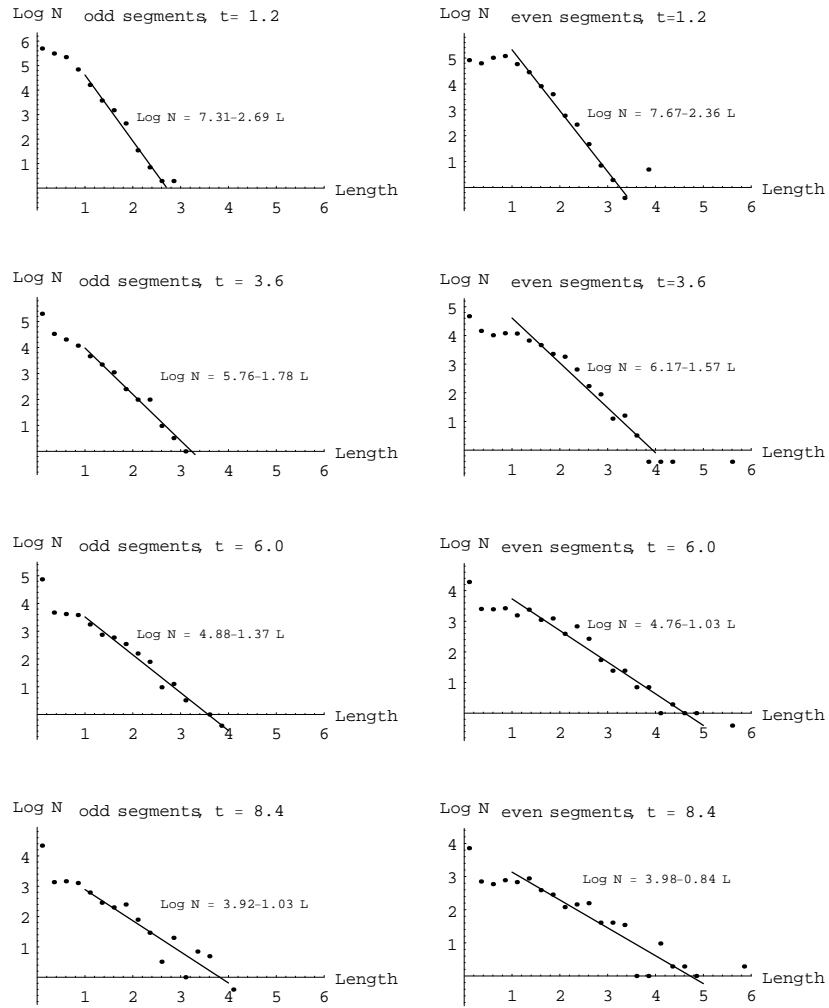 Log N odd segments, t= 1.2
6
5
4
3
2
1
Log N = 7.31-2.69 L
Length
1 2 3 4 5 6
Log N even segments, t=1.2
5
4
3
2
1
Log N = 7.67-2.36 L
Length
1 2 3 4 5 6
Log N odd segments, t = 3.6
5
4
3
2
1
Log N = 5.76-1.78 L
Length
1 2 3 4 5 6
Log N even segments, t=3.6
5
4
3
2
1
Log N = 6.17-1.57 L
Length
1 2 3 4 5 6
Log N odd segments, t = 6.0
5
4
3
2
1
Log N = 4.88-1.37 L
Length
1 2 3 4 5 6
Log N even segments, t = 6.0
4
3
2
1
Log N = 4.76-1.03 L
Length
1 2 3 4 5 6
Log N odd segments, t = 8.4
4
3
2
1
Log N = 3.92-1.03 L
Length
1 2 3 4 5 6
Log N even segments, t = 8.4
4
3
2
1
Log N = 3.98-0.84 L
Length
1 2 3 4 5 6